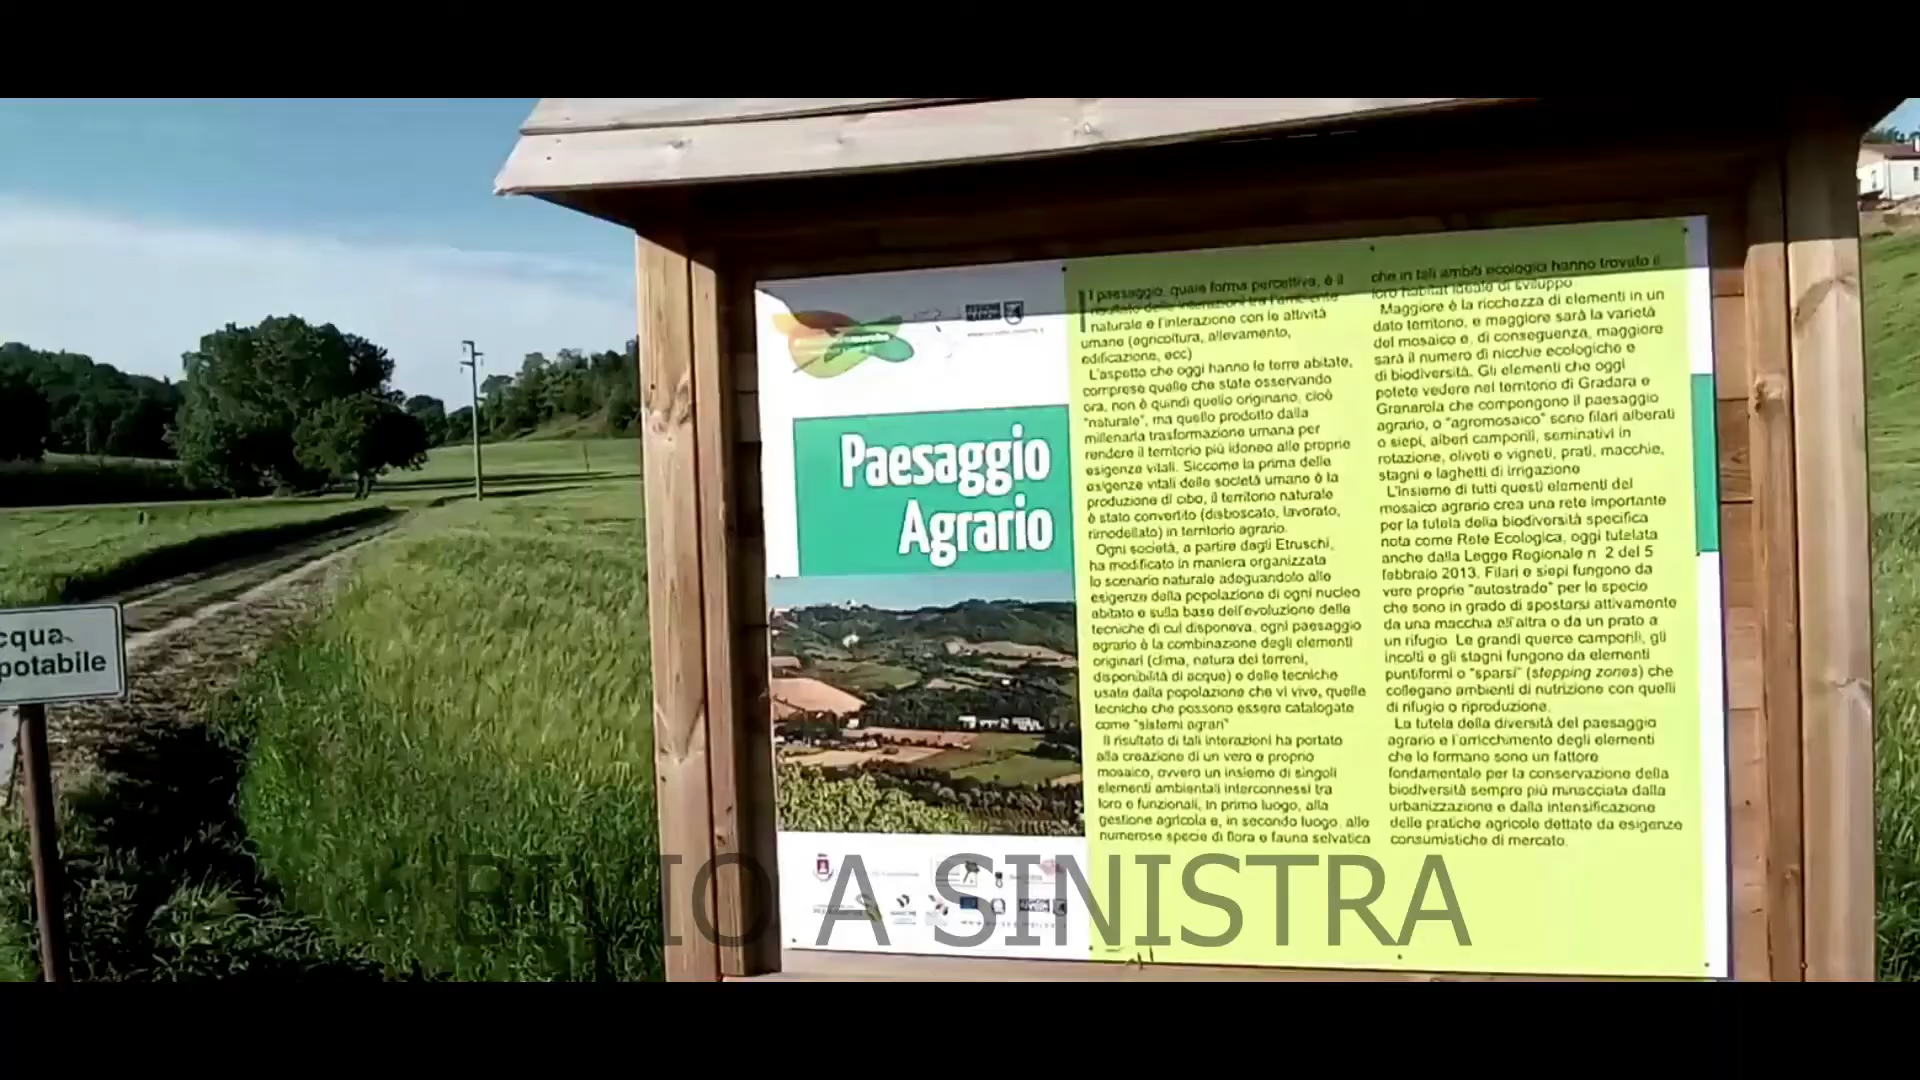 cqua
potabile
REGIONE
MARCHE
Paesaggio
Agrario
Il paesaggio, quale forma percettiva, è il
risultato delle interazioni tra l'ambiente
naturale e l'interazione con le attività
umane (agricoltura, allevamento,
edificazione, ecc)
L'aspetto che oggi hanno le terre abitate,
comprese quelle che state osservando
ora, non è quindi quello originario, cioè
"naturale", ma quello prodotto dalla
millenaria trasformazione umana per
rendere il territorio più idoneo alle proprie
esigenze vitali. Siccome la prima delle
esigenze vitali delle società umane è la
produzione di cibo, il territorio naturale
è stato convertito (disboscato, lavorato,
rimodellato) in territorio agrario.
Ogni società, a partire dagli Etruschi,
ha modificato in maniera organizzata
lo scenario naturale adeguandolo alle
esigenze della popolazione di ogni nucleo
abitato e sulla base dell'evoluzione delle
tecniche di cui disponeva, ogni paesaggio
agrario è la combinazione degli elementi
originari (clima, natura dei terreni,
disponibilità di acque) e delle tecniche
usate dalla popolazione che vi vive, quelle
tecniche che possono essere catalogate
come "sistemi agrari"
Il risultato di tali interazioni ha portato
alla creazione di un vero e proprio
mosaico, ovvero un insieme di singoli
elementi ambientali interconnessi tra
loro e funzionali, in primo luogo, alla
gestione agricola e, in secondo luogo, alle
numerose specie di flora e fauna selvatica
che in tali ambiti ecologici hanno trovato il
loro habitat ideale di sviluppo
Maggiore è la ricchezza di elementi in un
dato territorio, e maggiore sarà la varietà
del mosaico e, di conseguenza, maggiore
sarà il numero di nicchie ecologiche e
di biodiversità. Gli elementi che oggi
potete vedere nel territorio di Gradara e
Granarola che compongono il paesaggio
agrario, o "agromosaico" sono filari alberati
o siepi, alberi camporili, seminativi in
rotazione, oliveti e vigneti, prati, macchie,
stagni e laghetti di irrigazione
L'insieme di tutti questi elementi del
mosaico agrario crea una rete importante
per la tutela della biodiversità specifica
nota come Rete Ecologica, oggi tutelata
anche dalla Legge Regionale n. 2 del 5
febbraio 2013. Filari e siepi fungono da
vere proprie "autostrade" per le specie
che sono in grado di spostarsi attivamente
da una macchia all'altra o da un prato a
un rifugio. Le grandi querce camporili, gli
incolti e gli stagni fungono da elementi
puntiformi o "sparsi" (stepping zones) che
collegano ambienti di nutrizione con quelli
di rifugio o riproduzione.
La tutela della diversità del paesaggio
agrario e l'arricchimento degli elementi
che lo formano sono un fattore
fondamentale per la conservazione della
biodiversità sempre più minacciata dalla
urbanizzazione e dalla intensificazione
delle pratiche agricole dettate da esigenze
consumistiche di mercato.
BIVIO A SINISTRA